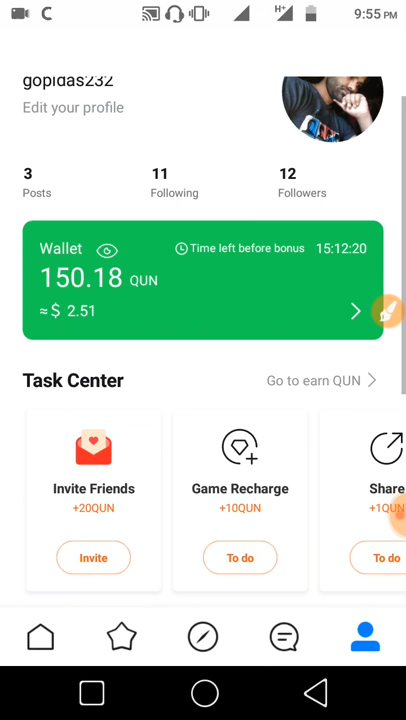 H+ 9:55 PM
gopidas232
Edit your profile
3 11 12
Posts Following Followers
Wallet Time left before bonus 15:12:20
150.18 QUN
≈$ 2.51
Task Center Go to earn QUN
Invite Friends Game Recharge Share
+20QUN +10QUN +1QUN
Invite To do To do